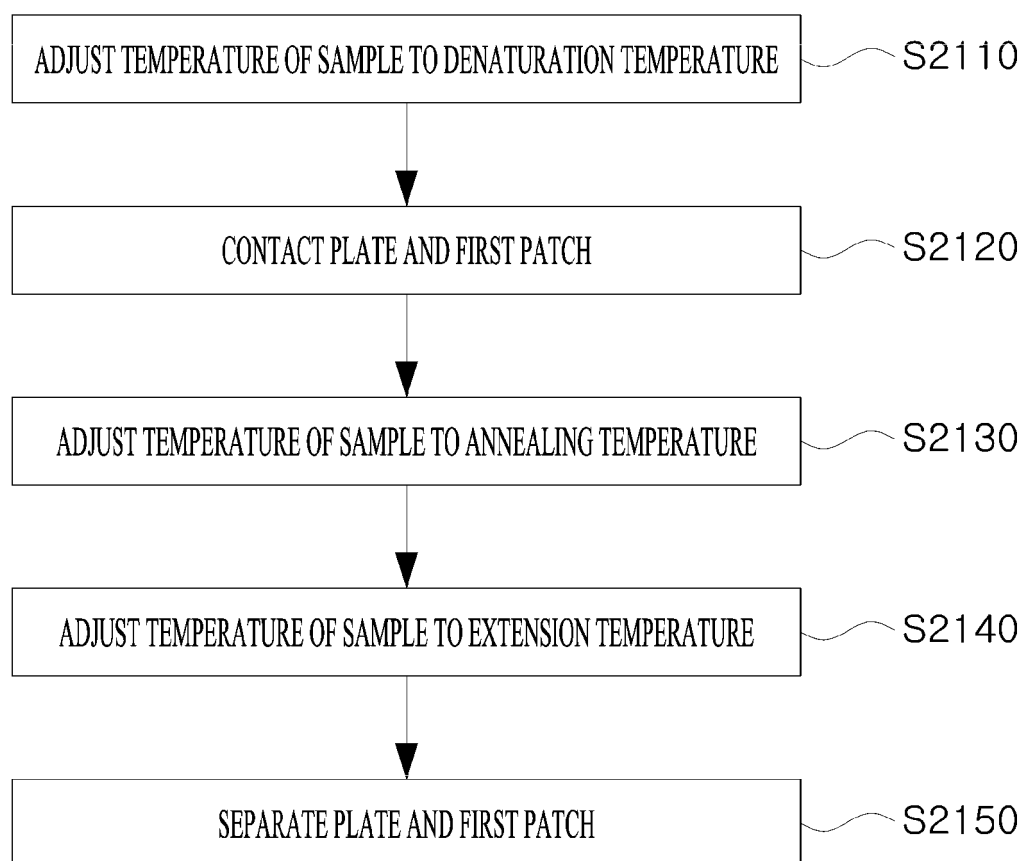 ADJUST TEMPERATURE OF SAMPLE TO DENATURATION TEMPERATURE S2110
CONTACT PLATE AND FIRST PATCH S2120
ADJUST TEMPERATURE OF SAMPLE TO ANNEALING TEMPERATURE S2130
ADJUST TEMPERATURE OF SAMPLE TO EXTENSION TEMPERATURE S2140
SEPARATE PLATE AND FIRST PATCH S2150